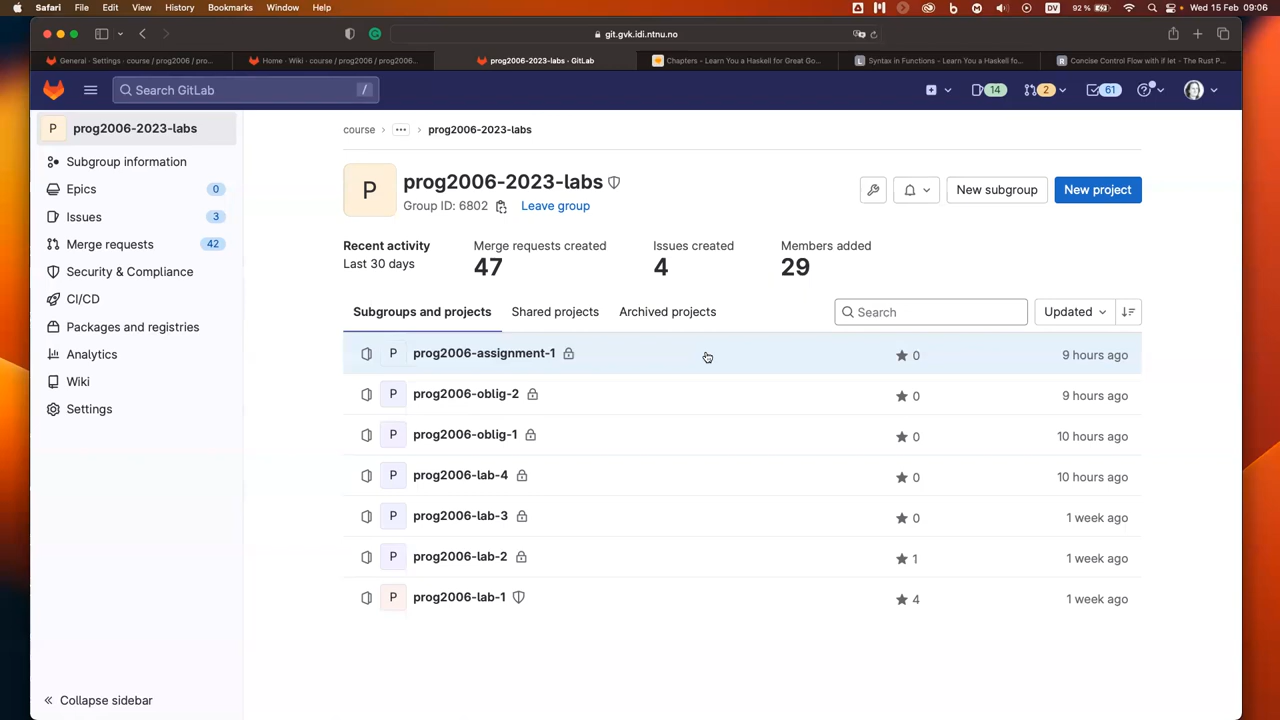 Safari File Edit View History Bookmarks Window Help DV 92 % Wed 15 Feb 09:06
git.gvk.idi.ntnu.no
General · Settings · course / prog2006 / pro... Home · Wiki · course / prog2006 / prog2006... prog2006-2023-labs · GitLab Chapters - Learn You a Haskell for Great Go... Syntax in Functions - Learn You a Haskell fo... Concise Control Flow with if let - The Rust P...
Search GitLab / 14 2 61
P prog2006-2023-labs
Subgroup information
Epics 0
Issues 3
Merge requests 42
Security & Compliance
CI/CD
Packages and registries
Analytics
Wiki
Settings
Collapse sidebar
course › ··· › prog2006-2023-labs
P prog2006-2023-labs
Group ID: 6802 Leave group
New subgroup New project
Recent activity Merge requests created Issues created Members added
Last 30 days 47 4 29
Subgroups and projects Shared projects Archived projects Search Updated
P prog2006-assignment-1 0 9 hours ago
P prog2006-oblig-2 0 9 hours ago
P prog2006-oblig-1 0 10 hours ago
P prog2006-lab-4 0 10 hours ago
P prog2006-lab-3 0 1 week ago
P prog2006-lab-2 1 1 week ago
P prog2006-lab-1 4 1 week ago